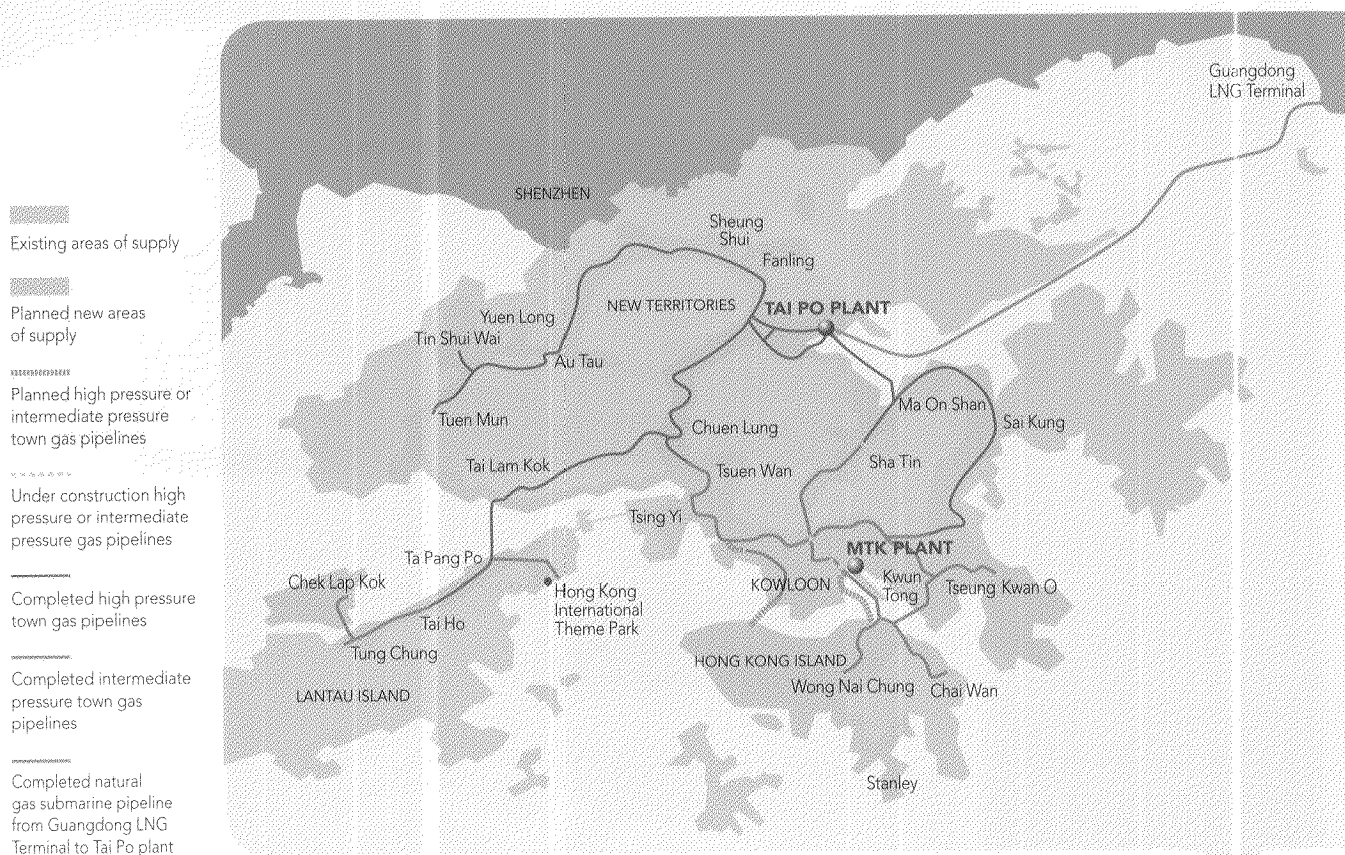 Existing areas of supply
Planned new areas
of supply
Planned high pressure or
intermediate pressure
town gas pipelines
Under construction high
pressure or intermediate
pressure gas pipelines
Completed high pressure
town gas pipelines
Completed intermediate
pressure town gas
pipelines
Completed natural
gas submarine pipeline
from Guangdong LNG
Terminal to Tai Po plant
Guangdong
LNG Terminal
SHENZHEN
Sheung
Shui
Fanling
NEW TERRITORIES
TAI PO PLANT
Yuen Long
Tin Shui Wai
Au Tau
Tuen Mun
Ma On Shan
Sai Kung
Chuen Lung
Tai Lam Kok
Tsuen Wan
Sha Tin
Tsing Yi
Ta Pang Po
MTK PLANT
Chek Lap Kok
Hong Kong
International
Theme Park
KOWLOON
Kwun
Tong
Tseung Kwan O
Tai Ho
Tung Chung
HONG KONG ISLAND
LANTAU ISLAND
Wong Nai Chung
Chai Wan
Stanley